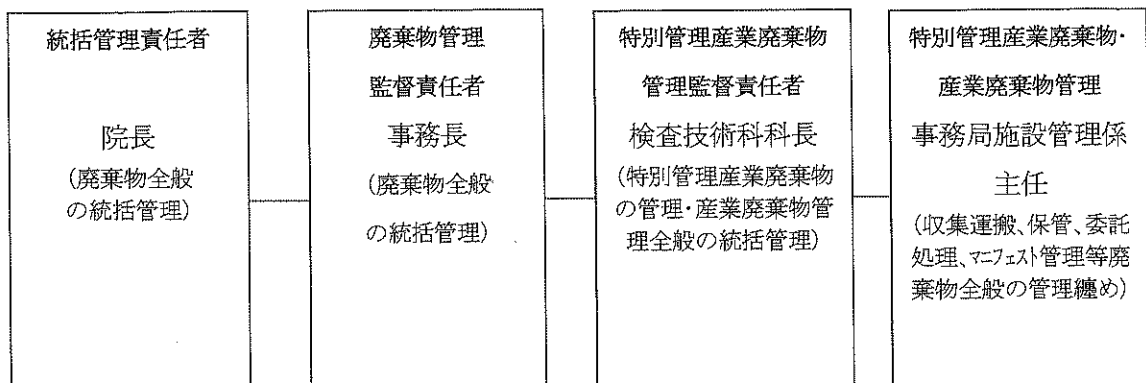 統括管理責任者
院長
(廃棄物全般
の統括管理)
廃棄物管理
監督責任者
事務長
(廃棄物全般
の統括管理)
特別管理産業廃棄物
管理監督責任者
検査技術科科長
(特別管理産業廃棄物
の管理・産業廃棄物管
理全般の統括管理)
特別管理産業廃棄物・
産業廃棄物管理
事務局施設管理係
主任
(収集運搬、保管、委託
処理、マニフェスト管理等廃
棄物全般の管理纏め)